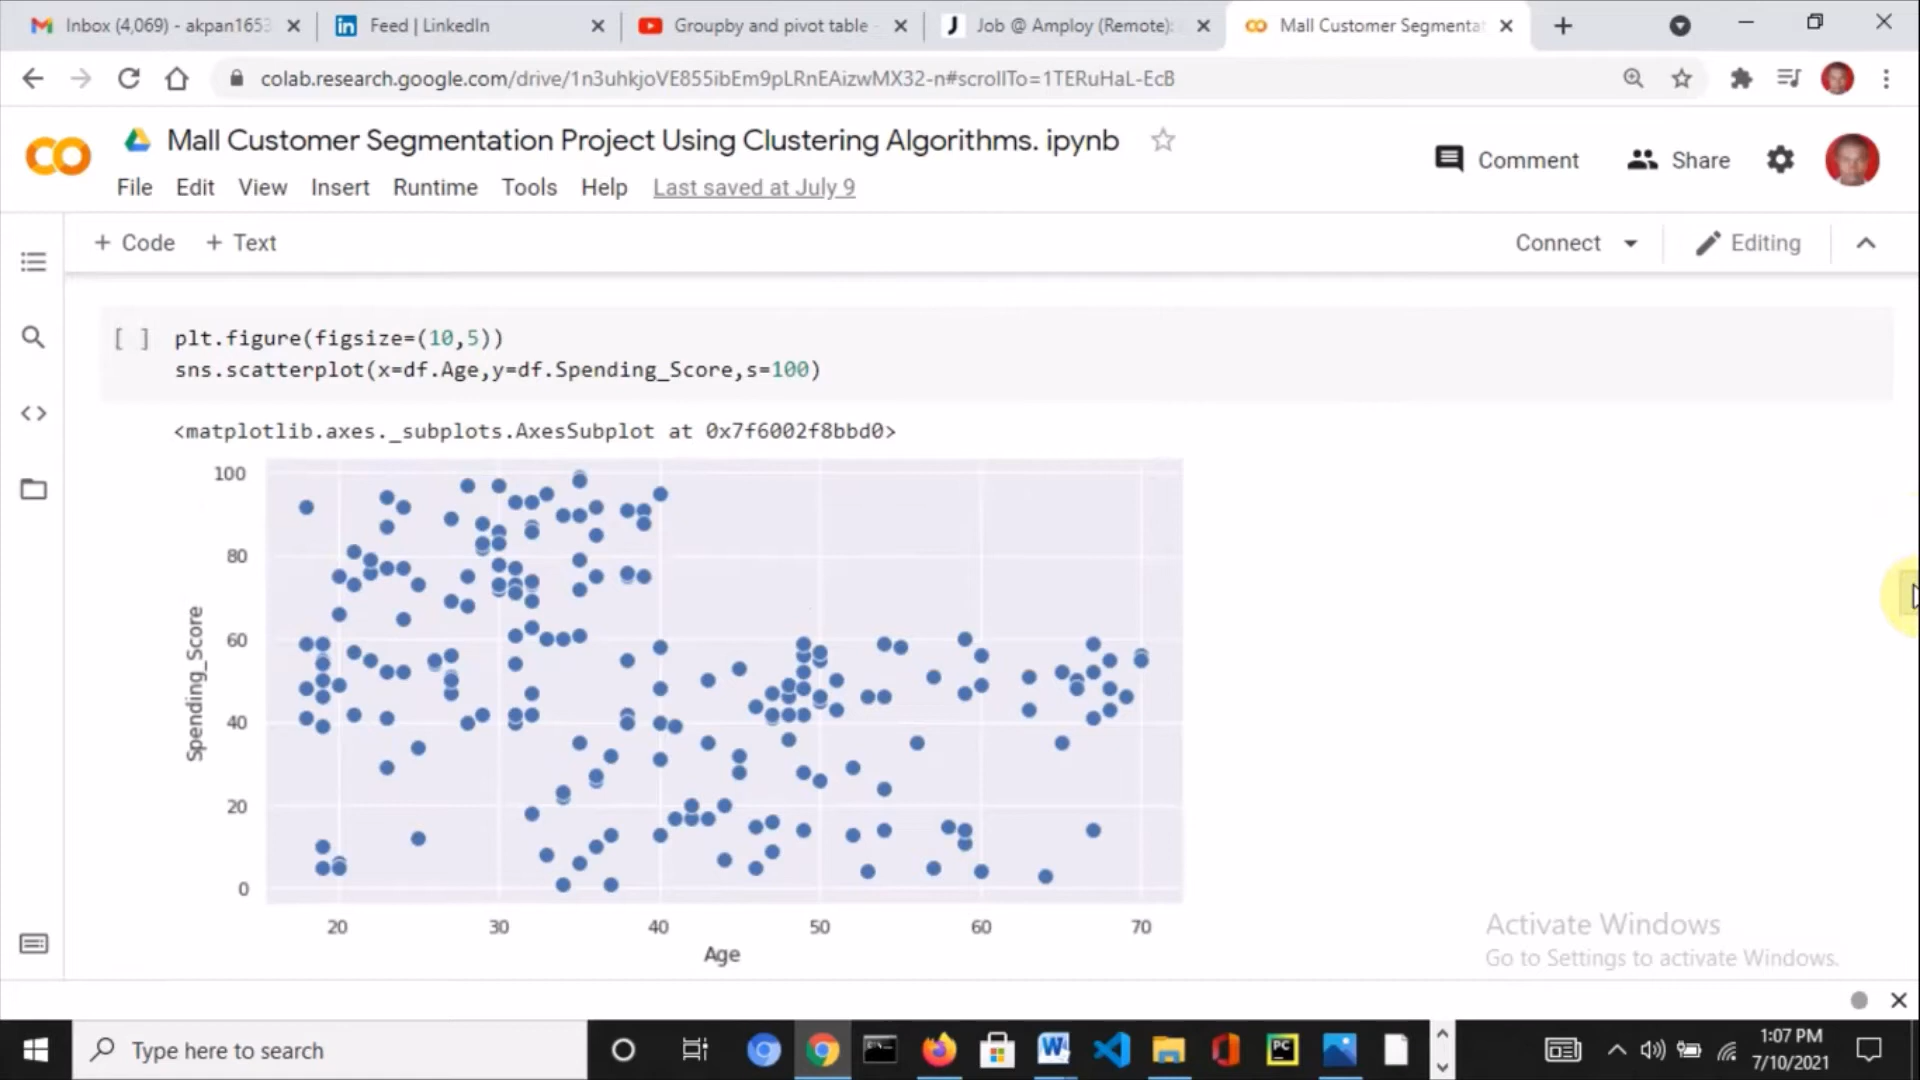 Inbox (4,069) - akpan1653
Feed | LinkedIn
Groupby and pivot table -
Job @ Amploy (Remote):
Mall Customer Segmenta
colab.research.google.com/drive/1n3uhkjoVE855ibEm9pLRnEAizwMX32-n#scrollTo=1TERuHaL-EcB
Mall Customer Segmentation Project Using Clustering Algorithms. ipynb
Comment
Share
File Edit View Insert Runtime Tools Help Last saved at July 9
+ Code + Text
Connect
Editing
[ ] plt.figure(figsize=(10,5))
sns.scatterplot(x=df.Age,y=df.Spending_Score,s=100)
<matplotlib.axes._subplots.AxesSubplot at 0x7f6002f8bbd0>
100
80
60
40
20
0
Spending_Score
20 30 40 50 60 70
Age
Activate Windows
Go to Settings to activate Windows.
Type here to search
1:07 PM
7/10/2021